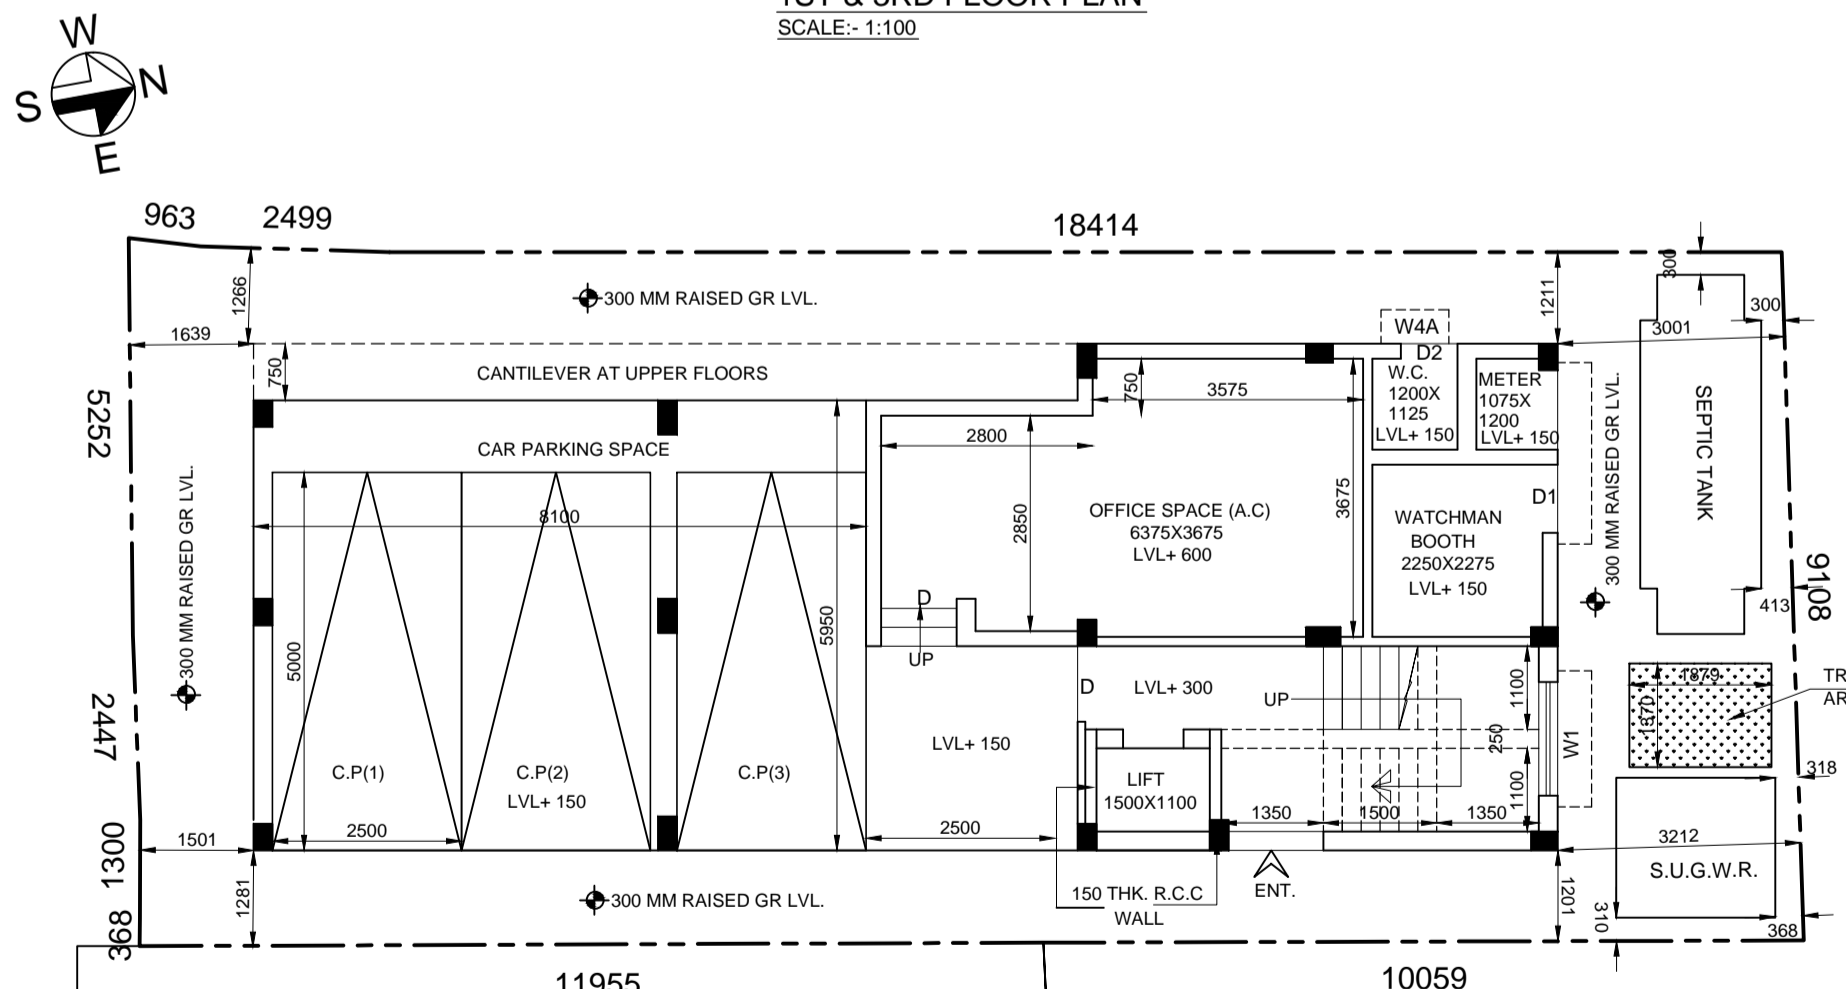 SCALE:- 1:100
W
N
S
E
963
2499
18414
1266
300 MM RAISED GR LVL.
1211
300
300
3001
1639
750
CANTILEVER AT UPPER FLOORS
W4A
D2
W.C.
1200X
1125
LVL+ 150
METER
1075X
1200
LVL+ 150
750
3575
5252
CAR PARKING SPACE
2800
300 MM RAISED GR LVL.
SEPTIC TANK
8100
2850
OFFICE SPACE (A.C)
6375X3675
LVL+ 600
3675
D1
WATCHMAN
BOOTH
2250X2275
LVL+ 150
300 MM RAISED GR LVL.
9108
413
D
UP
5000
5950
D
LVL+ 300
UP
1100
1879
1370
2447
LVL+ 150
250
W1
C.P(1)
C.P(2)
LVL+ 150
C.P(3)
LIFT
1500X1100
1100
318
1350
1500
1350
2500
2500
1300
1501
3212
S.U.G.W.R.
1281
300 MM RAISED GR LVL.
150 THK. R.C.C
WALL
ENT.
1201
310
368
368
11955
10059